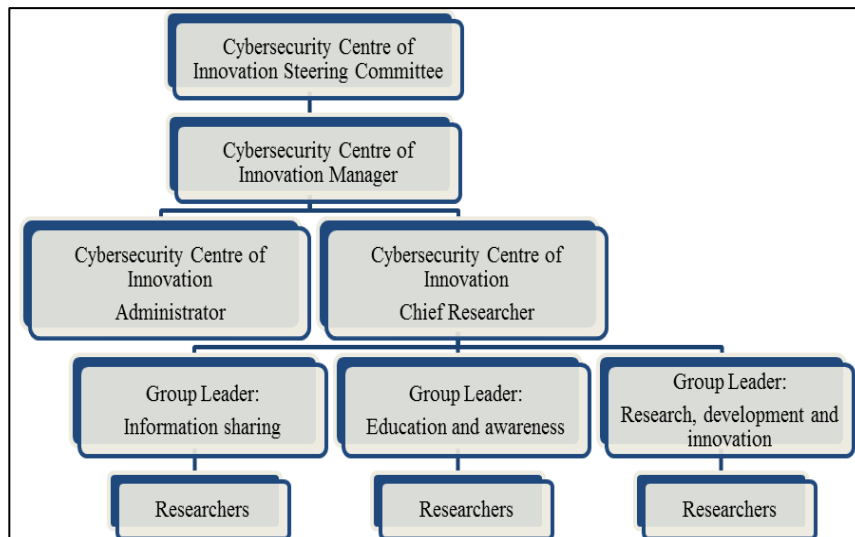 Cybersecurity Centre of
Innovation Steering Committee
Cybersecurity Centre of
Innovation Manager
Cybersecurity Centre of
Innovation
Administrator
Cybersecurity Centre of
Innovation
Chief Researcher
Group Leader:
Information sharing
Group Leader:
Education and awareness
Group Leader:
Research, development and
innovation
Researchers
Researchers
Researchers